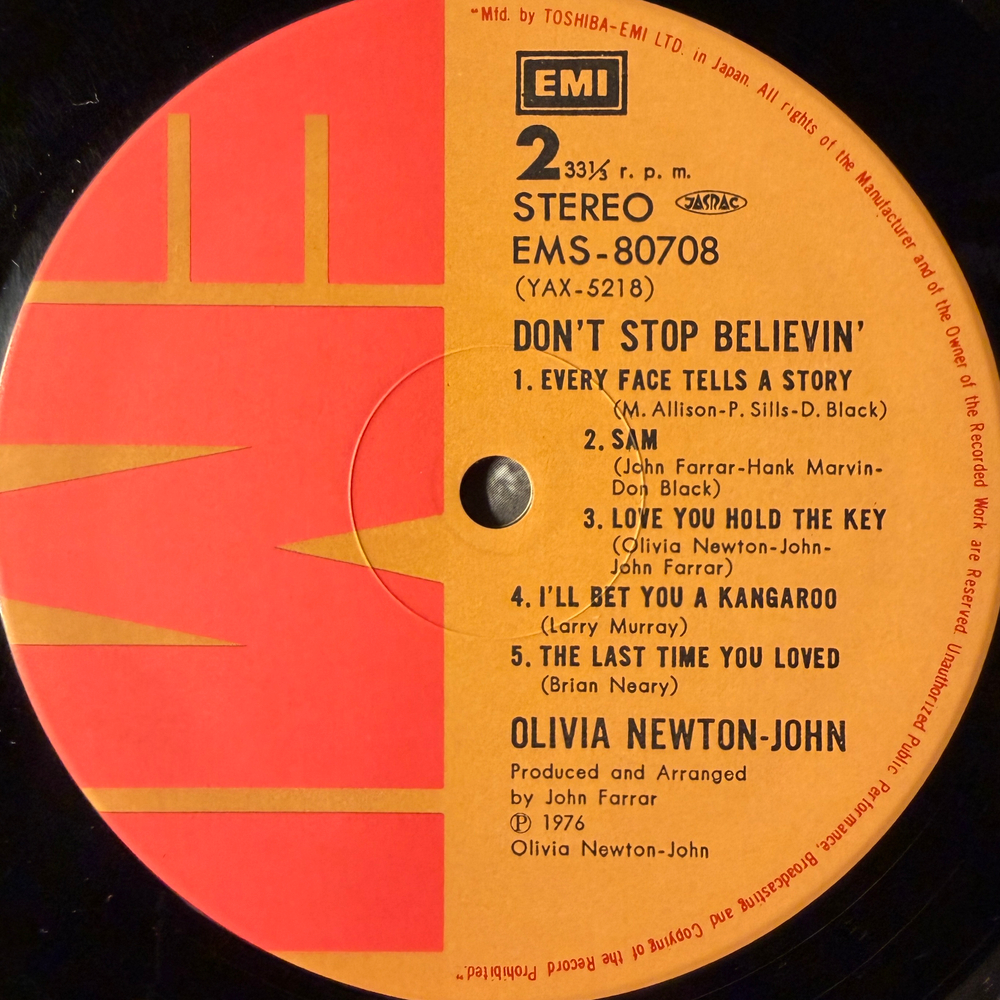 "Mfd. by TOSHIBA-EMI LTD. in Japan. All rights of the Manufacturer and of the Owner of the Recorded Work are Reserved. Unauthorized Public Performance, Broadcasting and Copying of the Record Prohibited."
EMI
2 33⅓ r. p. m.
STEREO JASRAC
EMS-80708
(YAX-5218)
DON'T STOP BELIEVIN'
1. EVERY FACE TELLS A STORY
(M. Allison-P. Sills-D. Black)
2. SAM
(John Farrar-Hank Marvin-
Don Black)
3. LOVE YOU HOLD THE KEY
(Olivia Newton-John-
John Farrar)
4. I'LL BET YOU A KANGAROO
(Larry Murray)
5. THE LAST TIME YOU LOVED
(Brian Neary)
OLIVIA NEWTON-JOHN
Produced and Arranged
by John Farrar
℗ 1976
Olivia Newton-John